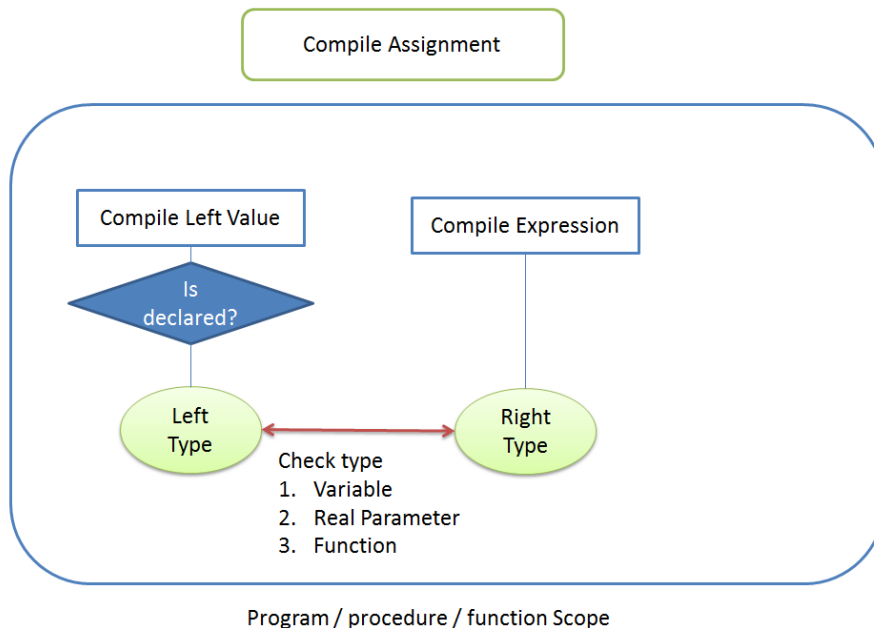 Compile Assignment
Compile Left Value
Compile Expression
Is
declared?
Left
Type
Right
Type
Check type
1. Variable
2. Real Parameter
3. Function
Program / procedure / function Scope